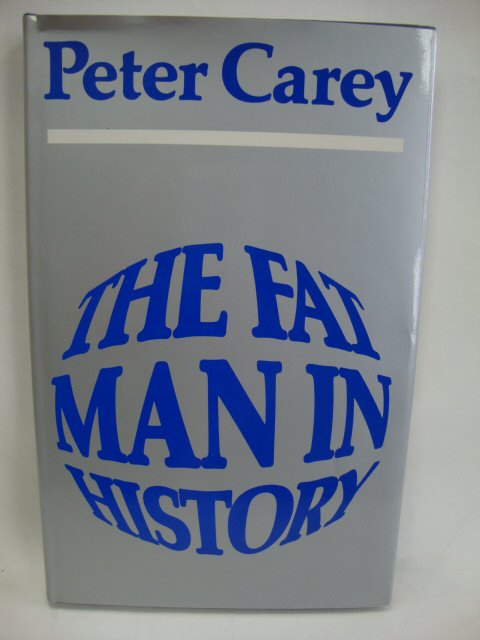 Peter Carey
THE FAT
MAN IN
HISTORY